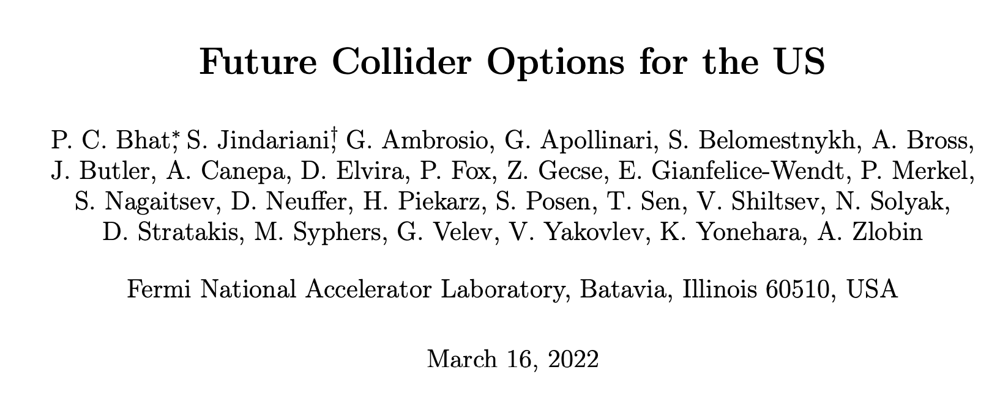 Future Collider Options for the US
P. C. Bhat,* S. Jindariani,† G. Ambrosio, G. Apollinari, S. Belomestnykh, A. Bross,
J. Butler, A. Canepa, D. Elvira, P. Fox, Z. Gecse, E. Gianfelice-Wendt, P. Merkel,
S. Nagaitsev, D. Neuffer, H. Piekarz, S. Posen, T. Sen, V. Shiltsev, N. Solyak,
D. Stratakis, M. Syphers, G. Velev, V. Yakovlev, K. Yonehara, A. Zlobin
Fermi National Accelerator Laboratory, Batavia, Illinois 60510, USA
March 16, 2022